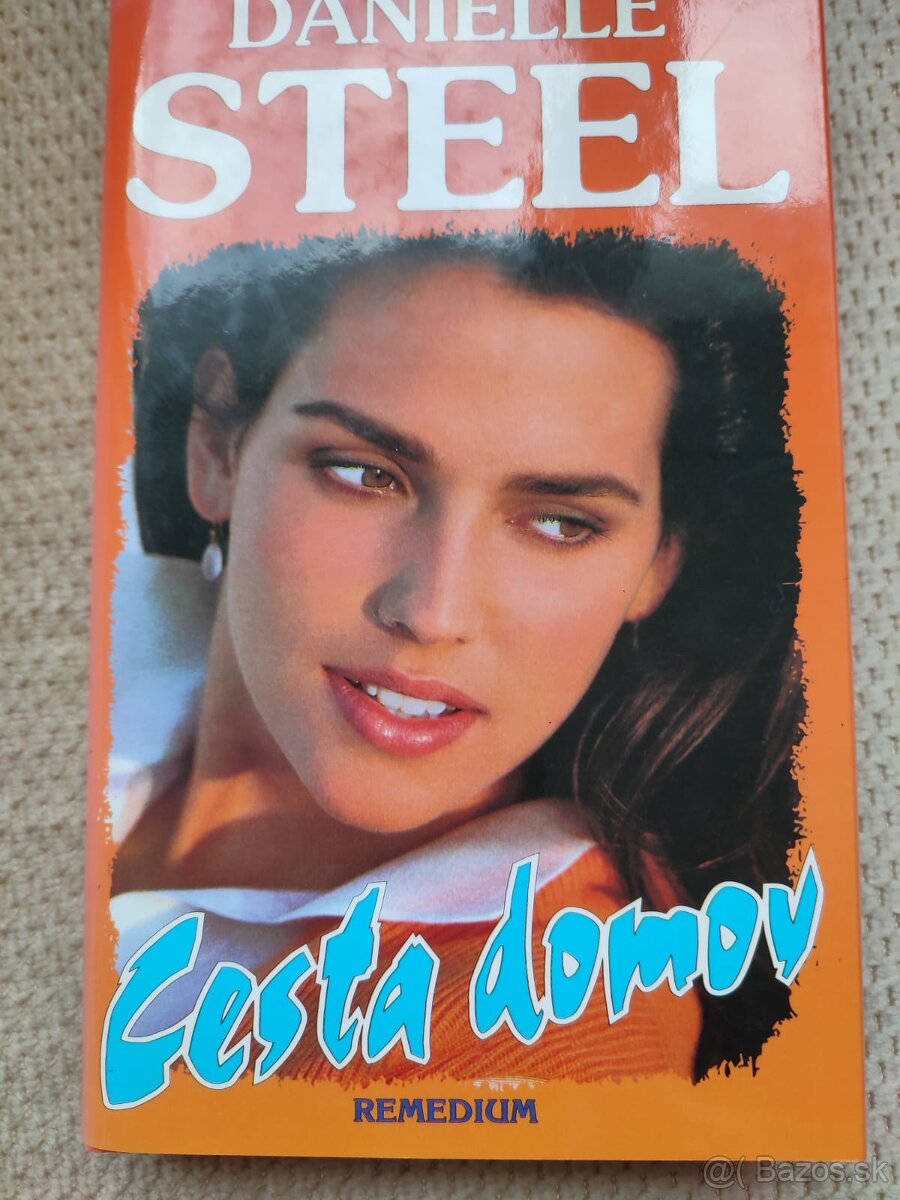 DANIELLE
STEEL
Cesta domov
REMEDIUM
@( Bazos.sk